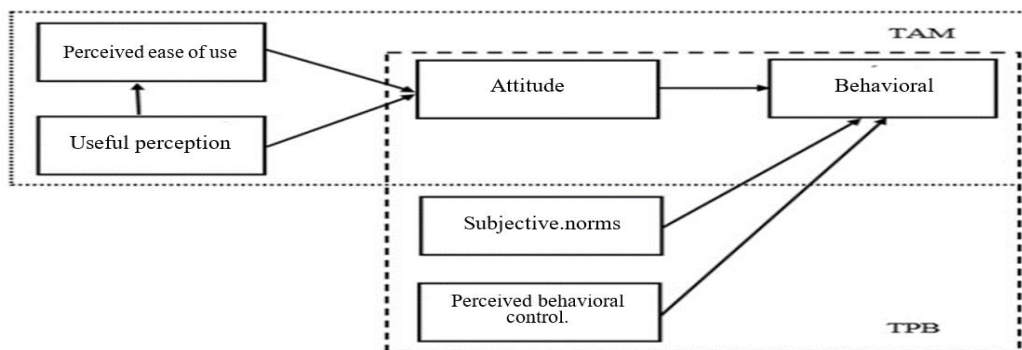 TAM
Perceived ease of use
Attitude
Behavioral
Useful perception
Subjective.norms
Perceived behavioral
control.
TPB